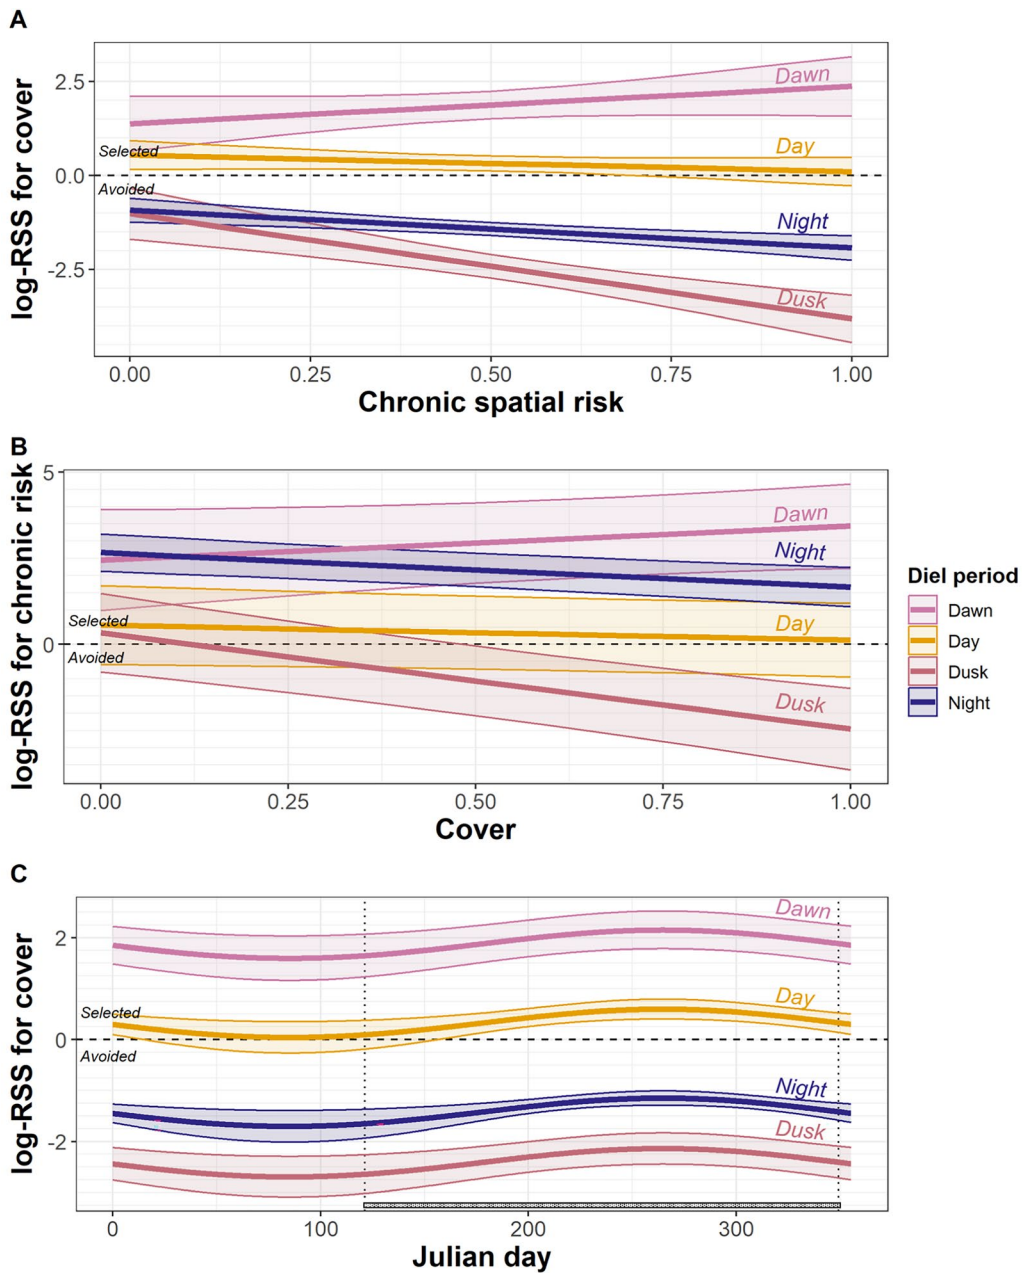 A
log-RSS for cover
2.5
0.0
-2.5
Selected
Avoided
Dawn
Day
Night
Dusk
0.00 0.25 0.50 0.75 1.00
Chronic spatial risk
B
log-RSS for chronic risk
5
0
Selected
Avoided
Dawn
Night
Day
Dusk
0.00 0.25 0.50 0.75 1.00
Cover
Diel period
Dawn
Day
Dusk
Night
C
log-RSS for cover
2
0
-2
Selected
Avoided
Dawn
Day
Night
Dusk
0 100 200 300
Julian day